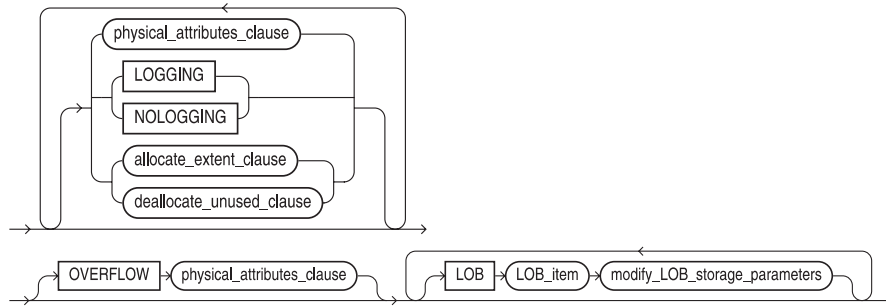 physical_attributes_clause
LOGGING
NOLOGGING
allocate_extent_clause
deallocate_unused_clause
OVERFLOW physical_attributes_clause LOB LOB_item modify_LOB_storage_parameters